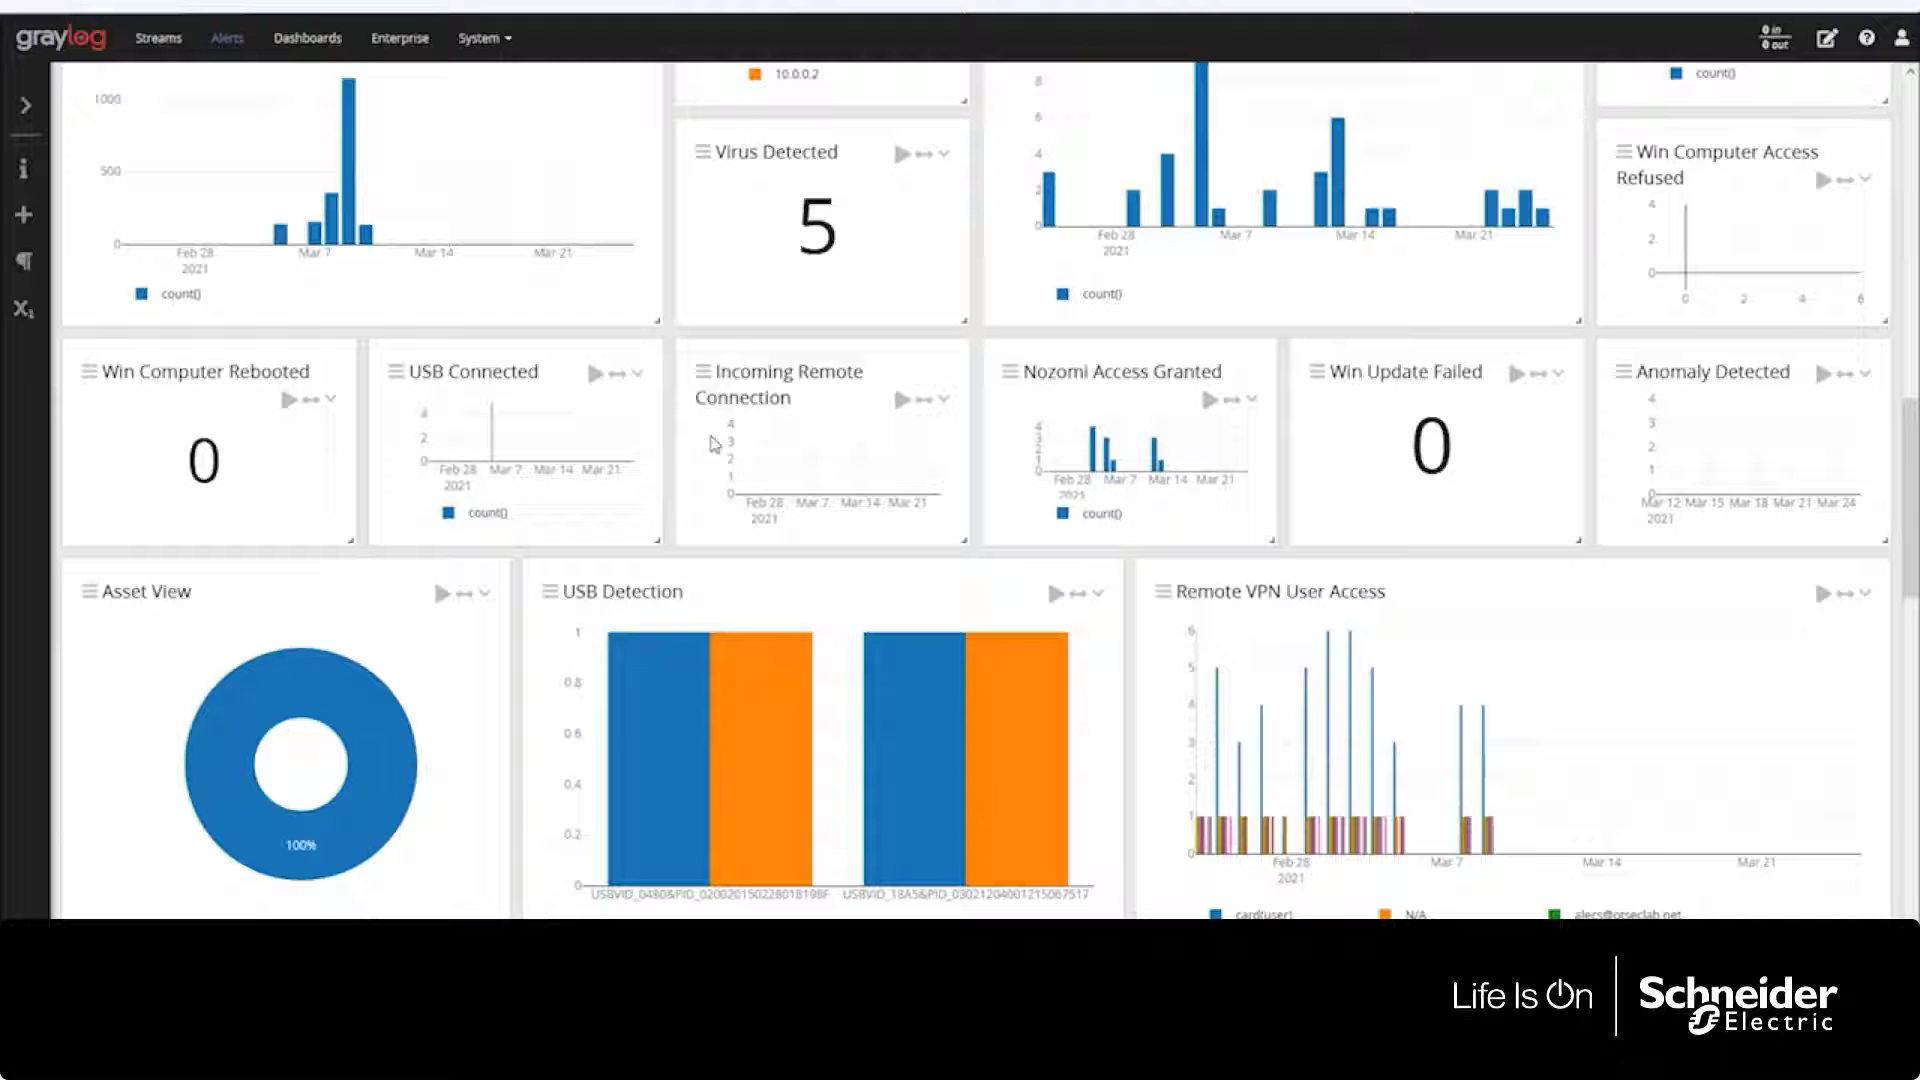 graylog Streams Alerts Dashboards Enterprise System 0 in
0 out
1000
500
0
Feb 28 Mar 7 Mar 14 Mar 21
2021
count()
10.0.0.2
Virus Detected
5
8
6
4
2
0
Feb 28 Mar 7 Mar 14 Mar 21
2021
count()
count()
Win Computer Access
Refused
4
2
0
0 2 4 6
Win Computer Rebooted
0
USB Connected
4
2
0
Feb 28 Mar 7 Mar 14 Mar 21
2021
count()
Incoming Remote
Connection
4
3
2
1
0
Feb 28 Mar 7 Mar 14 Mar 21
2021
Nozomi Access Granted
4
3
2
1
0
Feb 28 Mar 7 Mar 14 Mar 21
2021
count()
Win Update Failed
0
Anomaly Detected
4
3
2
1
0
Mar 12 Mar 15 Mar 18 Mar 21 Mar 24
2021
Asset View
100%
USB Detection
1
0.8
0.6
0.4
0.2
0
Remote VPN User Access
6
5
4
3
2
1
0
Feb 28 Mar 7 Mar 14 Mar 21
2021
N/A
Life Is On
Schneider
Electric